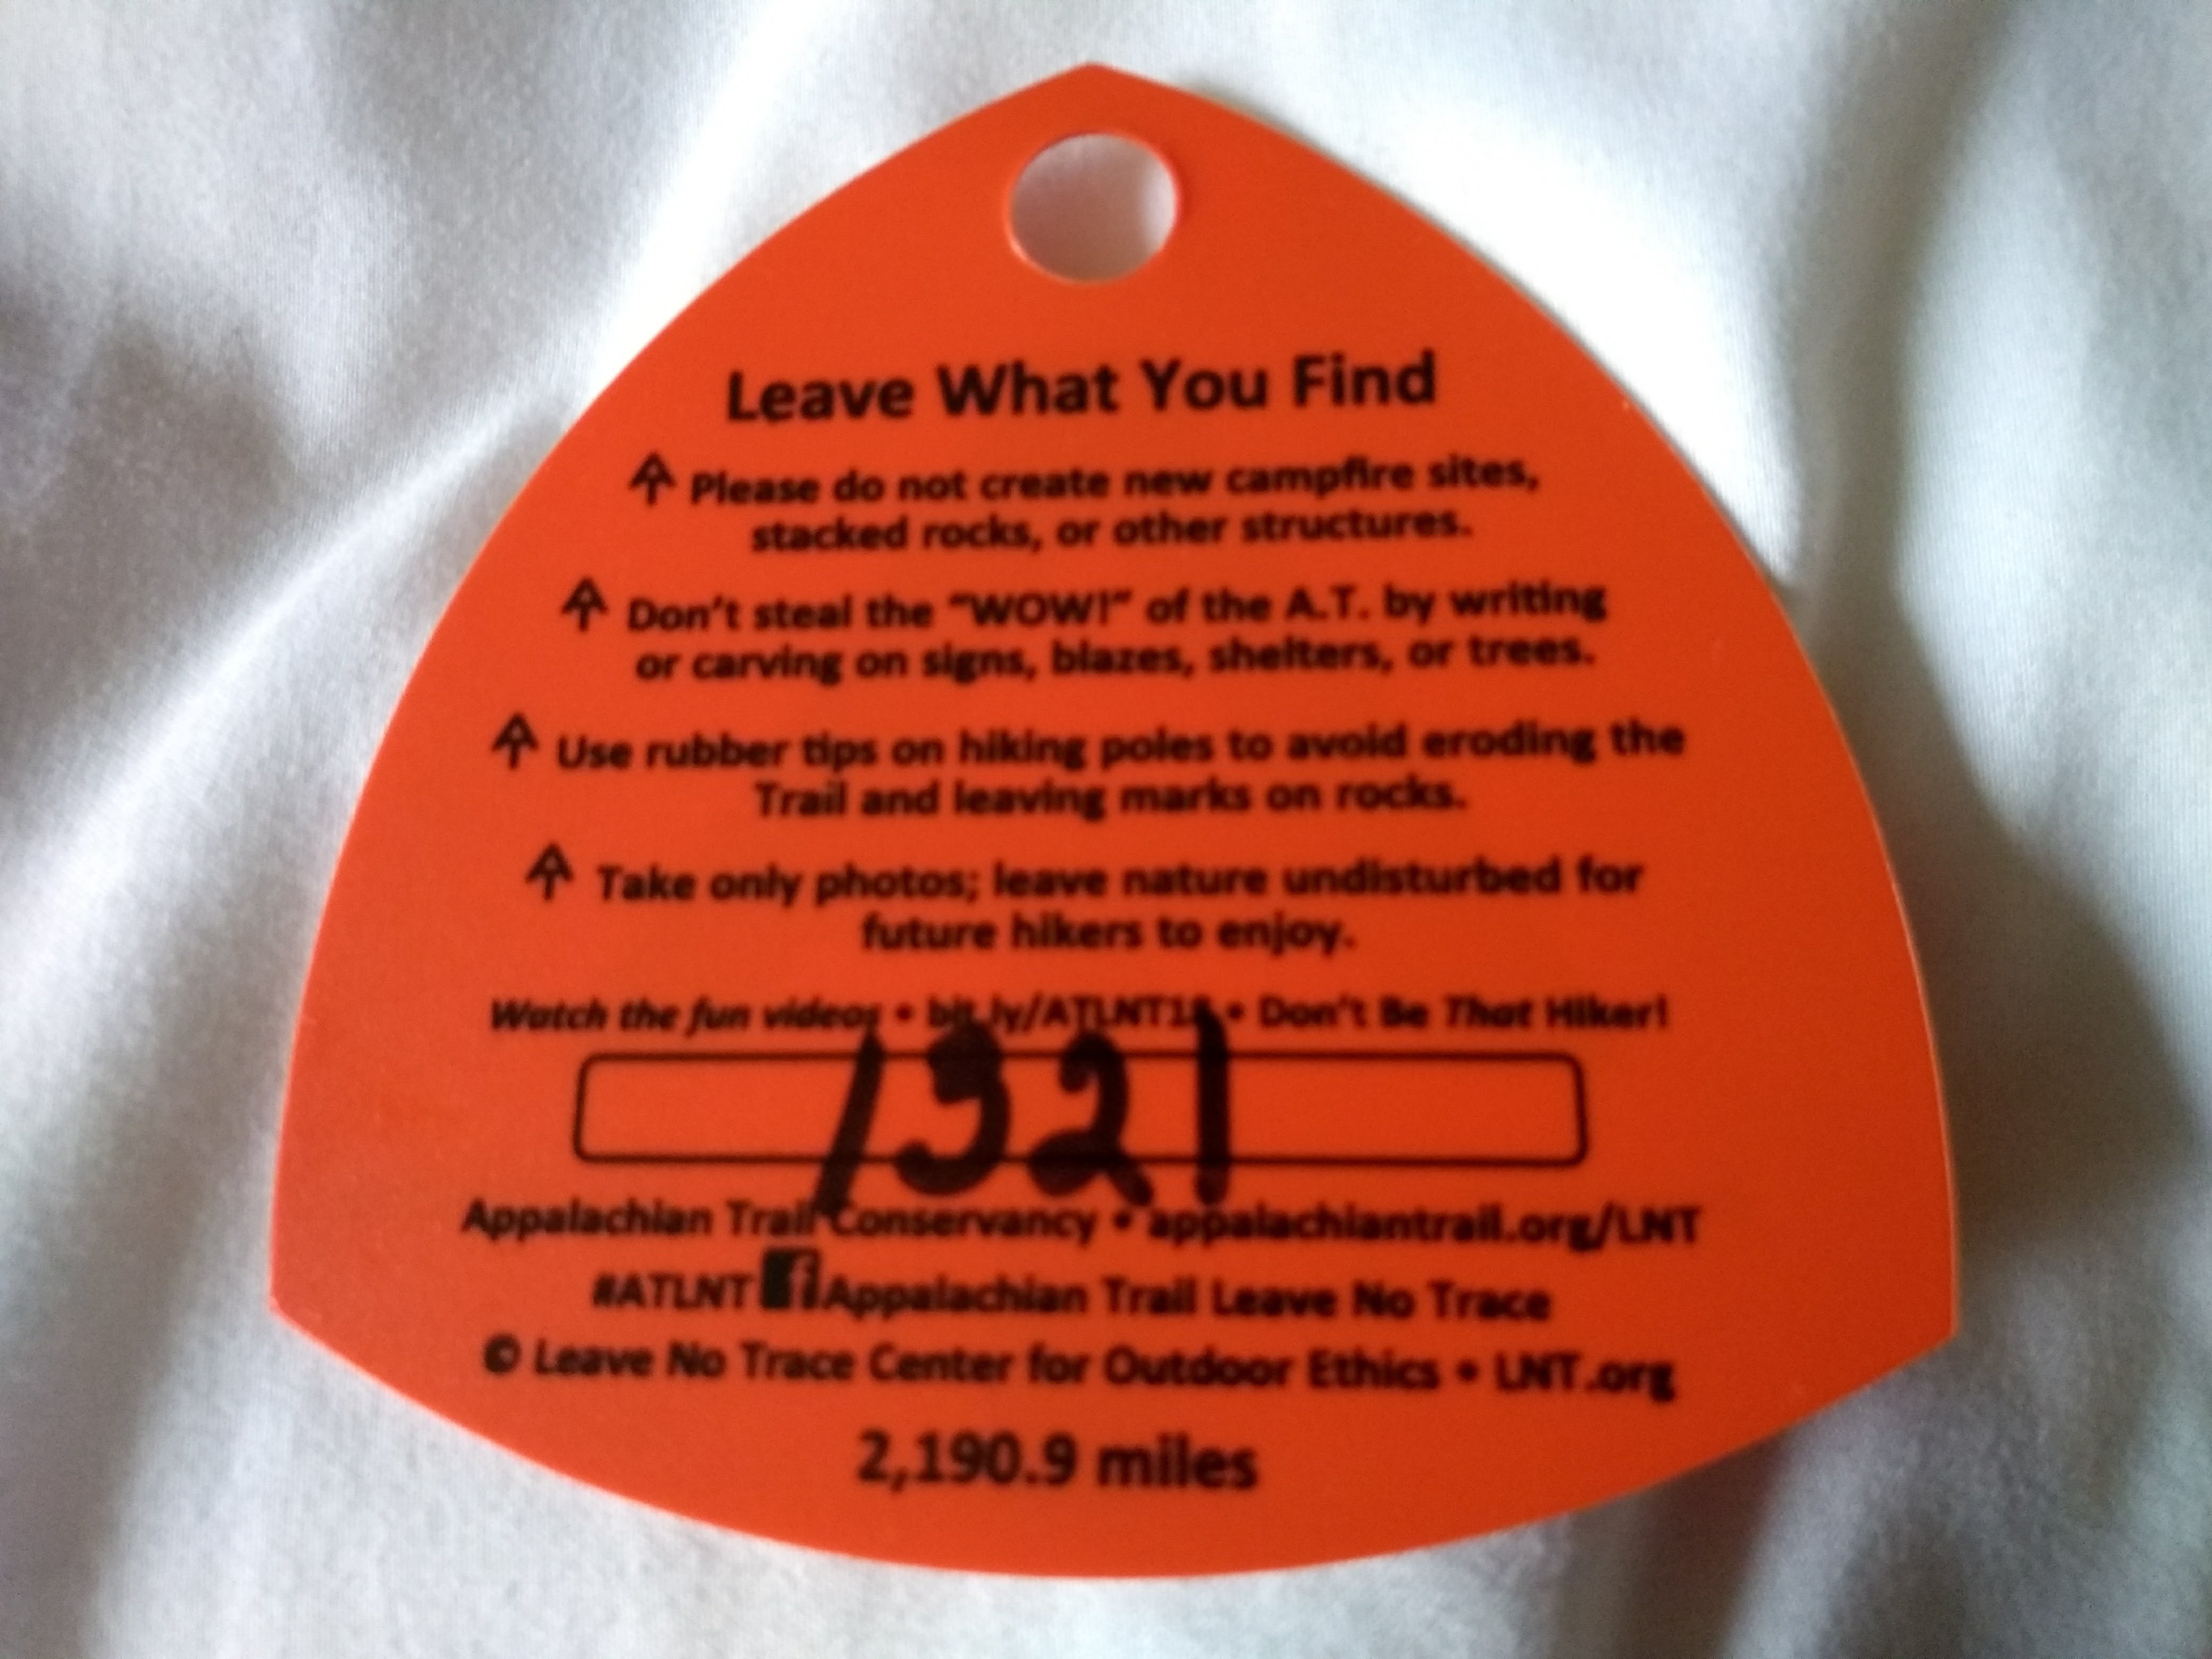 Leave What You Find
Please do not create new campfire sites,
stacked rocks, or other structures.
Don't steal the "WOW!" of the A.T. by writing
or carving on signs, blazes, shelters, or trees.
Use rubber tips on hiking poles to avoid eroding the
Trail and leaving marks on rocks.
Take only photos; leave nature undisturbed for
future hikers to enjoy.
Watch the fun videos • bit.ly/ATLNT18 • Don't Be That Hiker!
1321
Appalachian Trail Conservancy • appalachiantrail.org/LNT
#ATLNT f Appalachian Trail Leave No Trace
© Leave No Trace Center for Outdoor Ethics • LNT.org
2,190.9 miles